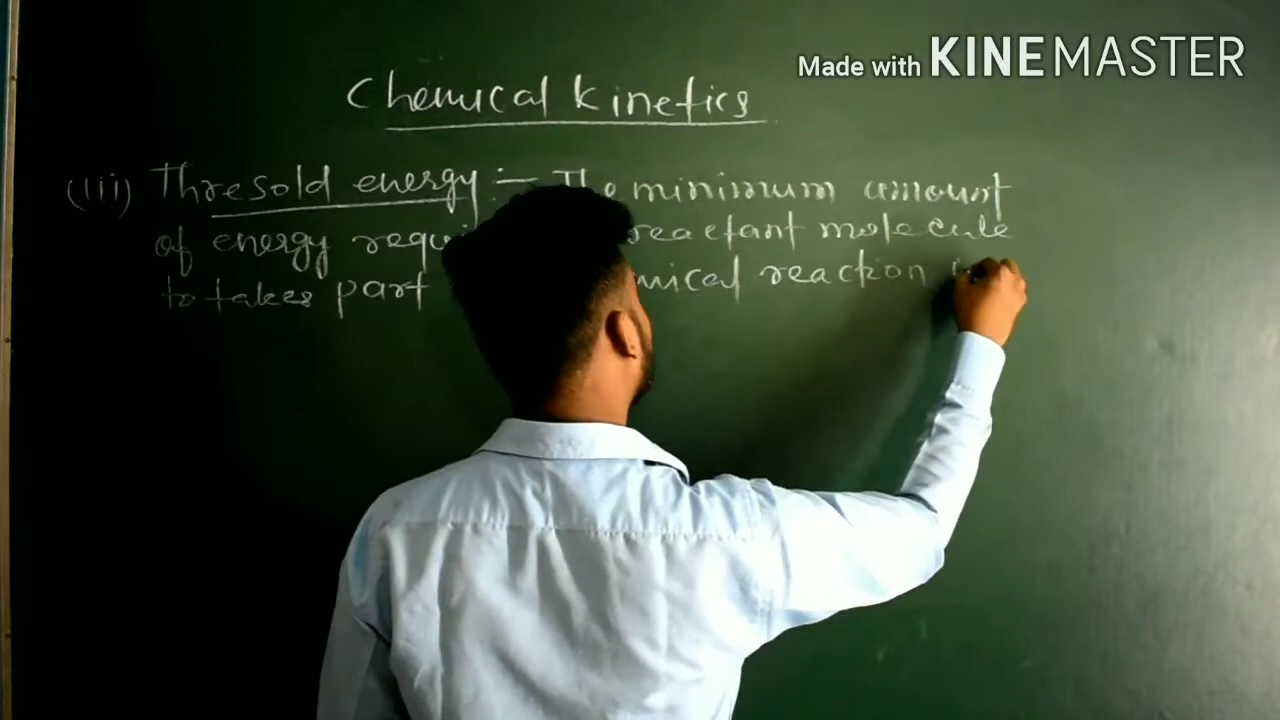 Made with KINEMASTER
Chemical kinetics
(iii) Thresold energy :- The minimum amount
of energy requi reactant molecule
to takes part mical reaction